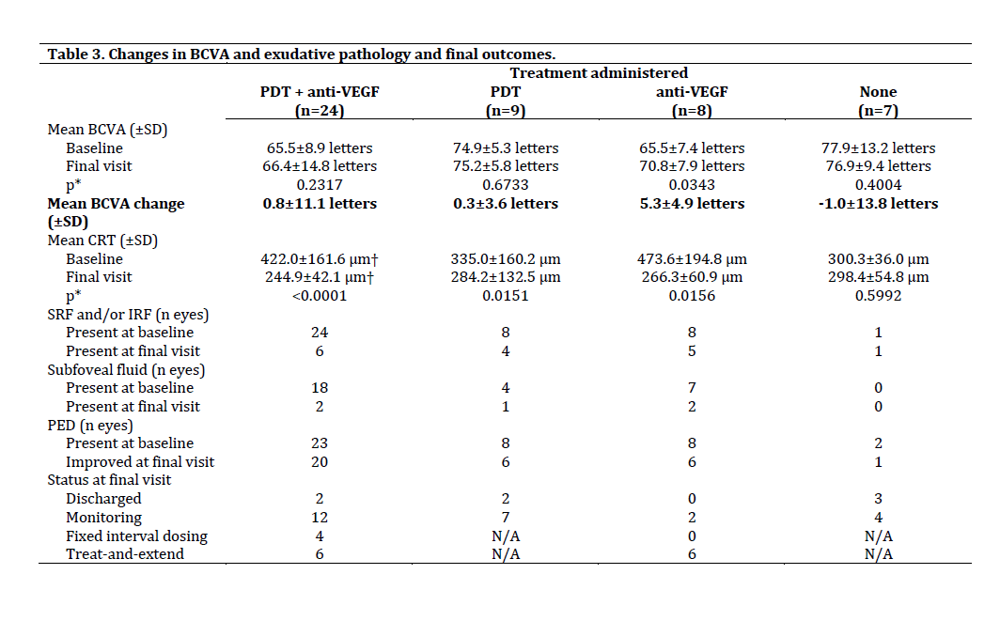 Table 3. Changes in BCVA and exudative pathology and final outcomes.
Treatment administered
PDT + anti-VEGF PDT anti-VEGF None
(n=24) (n=9) (n=8) (n=7)
Mean BCVA (±SD)
Baseline 65.5±8.9 letters 74.9±5.3 letters 65.5±7.4 letters 77.9±13.2 letters
Final visit 66.4±14.8 letters 75.2±5.8 letters 70.8±7.9 letters 76.9±9.4 letters
p* 0.2317 0.6733 0.0343 0.4004
Mean BCVA change 0.8±11.1 letters 0.3±3.6 letters 5.3±4.9 letters -1.0±13.8 letters
(±SD)
Mean CRT (±SD)
Baseline 422.0±161.6 µm† 335.0±160.2 µm 473.6±194.8 µm 300.3±36.0 µm
Final visit 244.9±42.1 µm† 284.2±132.5 µm 266.3±60.9 µm 298.4±54.8 µm
p* <0.0001 0.0151 0.0156 0.5992
SRF and/or IRF (n eyes)
Present at baseline 24 8 8 1
Present at final visit 6 4 5 1
Subfoveal fluid (n eyes)
Present at baseline 18 4 7 0
Present at final visit 2 1 2 0
PED (n eyes)
Present at baseline 23 8 8 2
Improved at final visit 20 6 6 1
Status at final visit
Discharged 2 2 0 3
Monitoring 12 7 2 4
Fixed interval dosing 4 N/A 0 N/A
Treat-and-extend 6 N/A 6 N/A